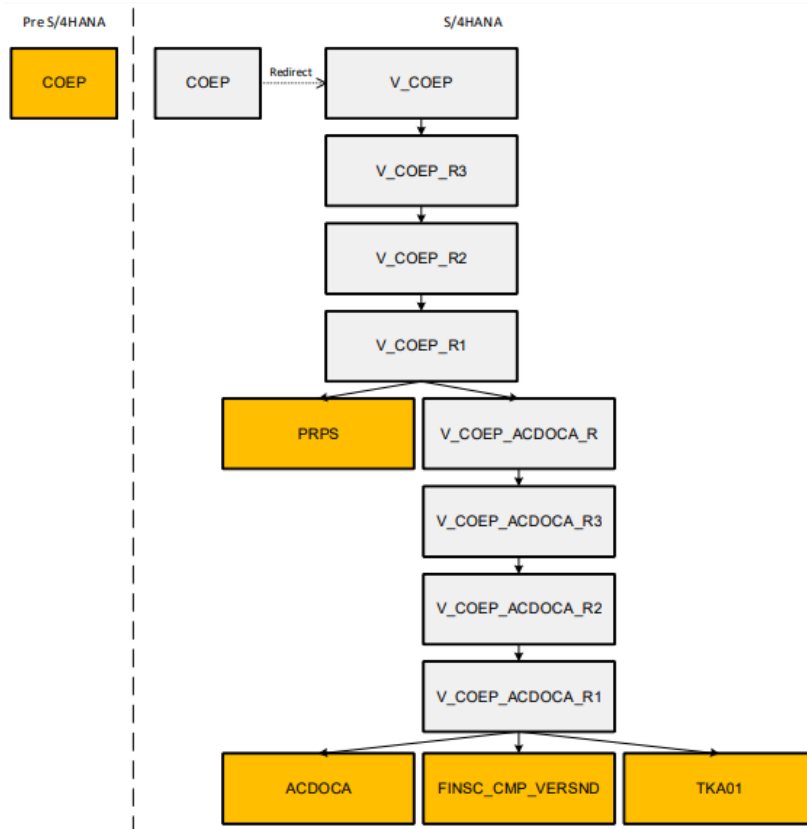 Pre S/4HANA
S/4HANA
COEP
COEP
Redirect
V_COEP
V_COEP_R3
V_COEP_R2
V_COEP_R1
PRPS
V_COEP_ACDOCA_R
V_COEP_ACDOCA_R3
V_COEP_ACDOCA_R2
V_COEP_ACDOCA_R1
ACDOCA
FINSC_CMP_VERSND
TKA01